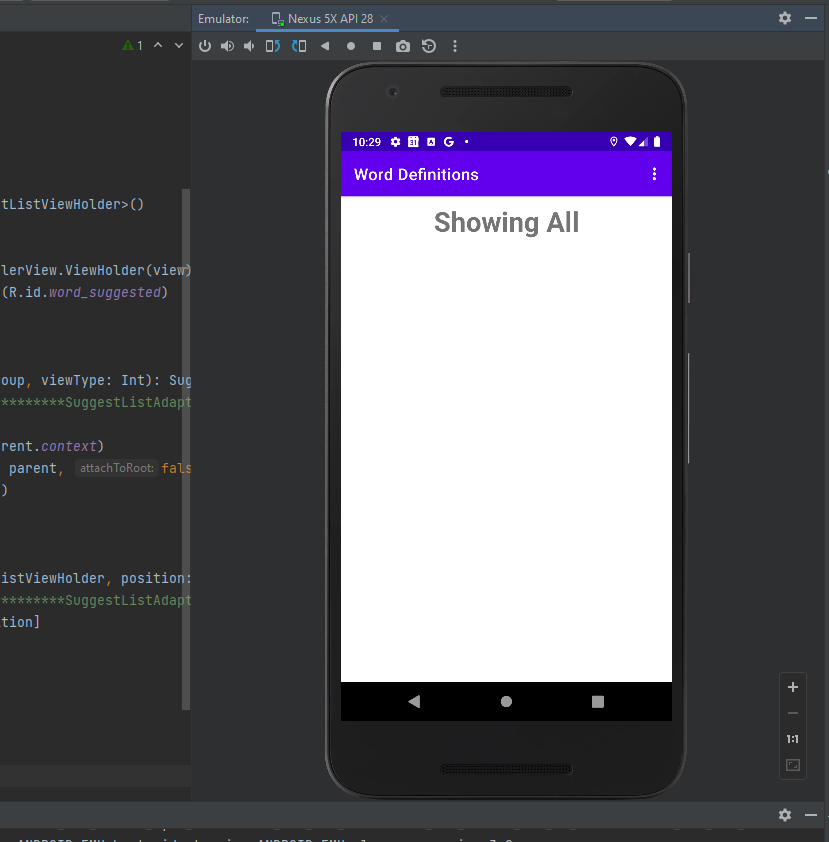 Emulator: Nexus 5X API 28
1
tListViewHolder>()
lerView.ViewHolder(view)
(R.id.word_suggested)
oup, viewType: Int): Sug
********SuggestListAdapt
rent.context)
parent, attachToRoot: fals
)
istViewHolder, position:
********SuggestListAdapt
tion]
10:29
31
A
G
Word Definitions
Showing All
1:1